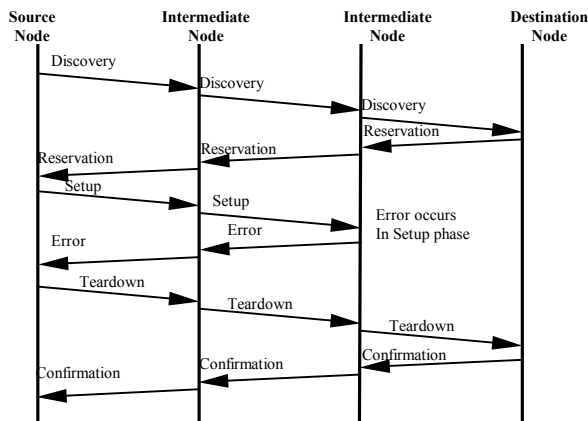 Source Node
Intermediate Node
Intermediate Node
Destination Node
Discovery
Discovery
Discovery
Reservation
Reservation
Reservation
Setup
Setup
Error occurs
In Setup phase
Error
Error
Teardown
Teardown
Teardown
Confirmation
Confirmation
Confirmation